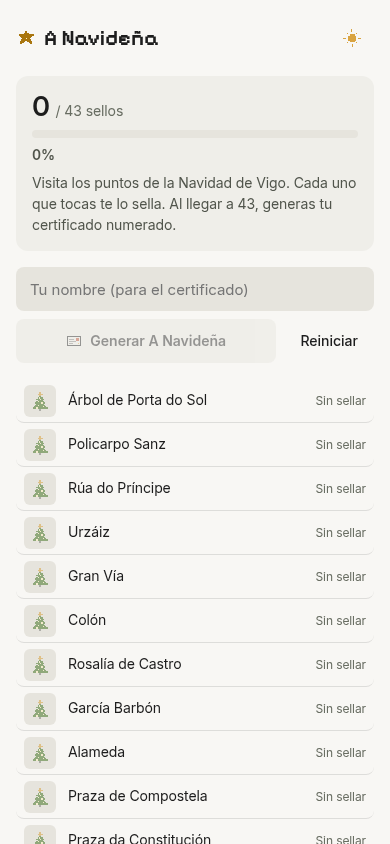 A Navideña
0 / 43 sellos
0%
Visita los puntos de la Navidad de Vigo. Cada uno
que tocas te lo sella. Al llegar a 43, generas tu
certificado numerado.
Tu nombre (para el certificado)
Generar A Navideña
Reiniciar
Árbol de Porta do Sol
Sin sellar
Policarpo Sanz
Sin sellar
Rúa do Príncipe
Sin sellar
Urzáiz
Sin sellar
Gran Vía
Sin sellar
Colón
Sin sellar
Rosalía de Castro
Sin sellar
García Barbón
Sin sellar
Alameda
Sin sellar
Praza de Compostela
Sin sellar
Praza da Constitución
Sin sellar